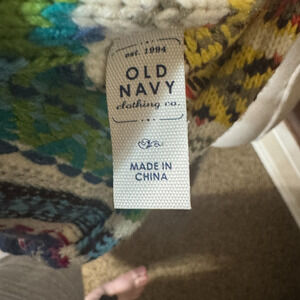 est. 1994
OLD
NAVY
clothing co.
MADE IN
CHINA